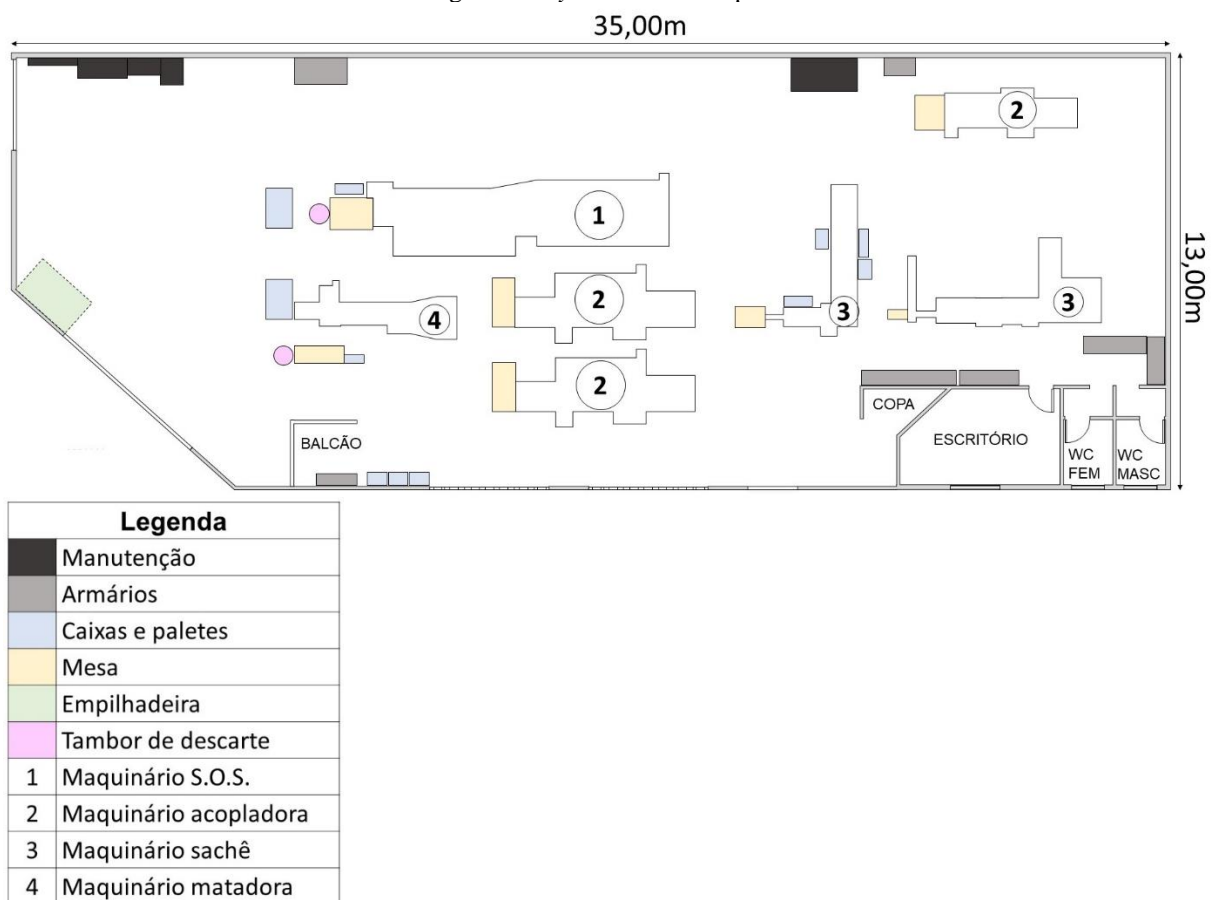 35,00m
2
1
13,00m
2
4
3
3
2
COPA
BALCÃO
ESCRITÓRIO
WC
FEM
WC
MASC
Legenda
Manutenção
Armários
Caixas e paletes
Mesa
Empilhadeira
Tambor de descarte
1 Maquinário S.O.S.
2 Maquinário acopladora
3 Maquinário sachê
4 Maquinário matadora